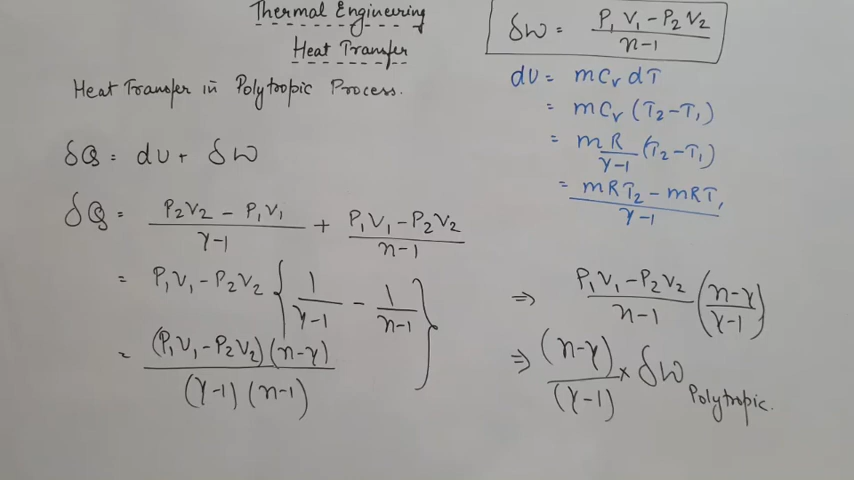 Thermal Engineering
Heat Transfer
Heat Transfer in Polytropic Process.
δQ = du + δW
δQ = (P₂V₂ - P₁V₁)/(γ-1) + (P₁V₁ - P₂V₂)/(n-1)
= P₁V₁ - P₂V₂ { 1/(γ-1) - 1/(n-1) }
= (P₁V₁ - P₂V₂)(n-γ)/(γ-1)(n-1)
δW = (P₁V₁ - P₂V₂)/(n-1)
dU = mCv dT
= mCv (T₂-T₁)
= mR/(γ-1) (T₂-T₁)
= (mRT₂ - mRT₁)/(γ-1)
⇒ (P₁V₁ - P₂V₂)/(n-1) ((n-γ)/(γ-1))
⇒ (n-γ)/(γ-1) × δW Polytropic.